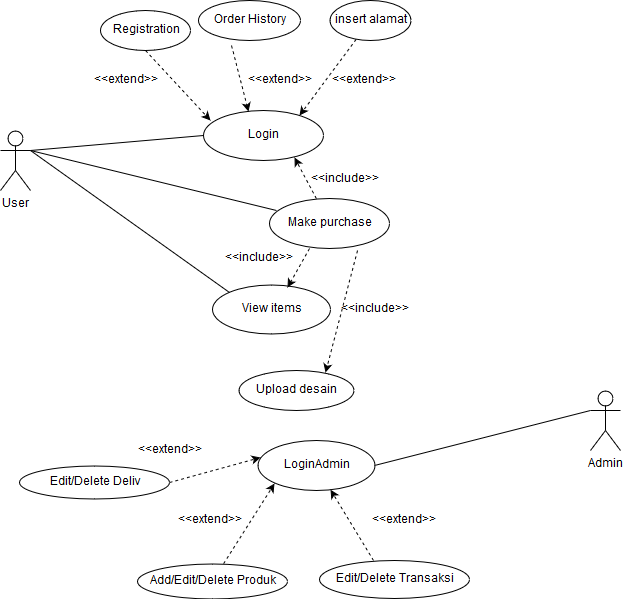 Registration
Order History
insert alamat
<<extend>>
<<extend>>
<<extend>>
Login
User
<<include>>
Make purchase
<<include>>
View items
<<include>>
Upload desain
Admin
<<extend>>
LoginAdmin
Edit/Delete Deliv
<<extend>>
<<extend>>
Add/Edit/Delete Produk
Edit/Delete Transaksi